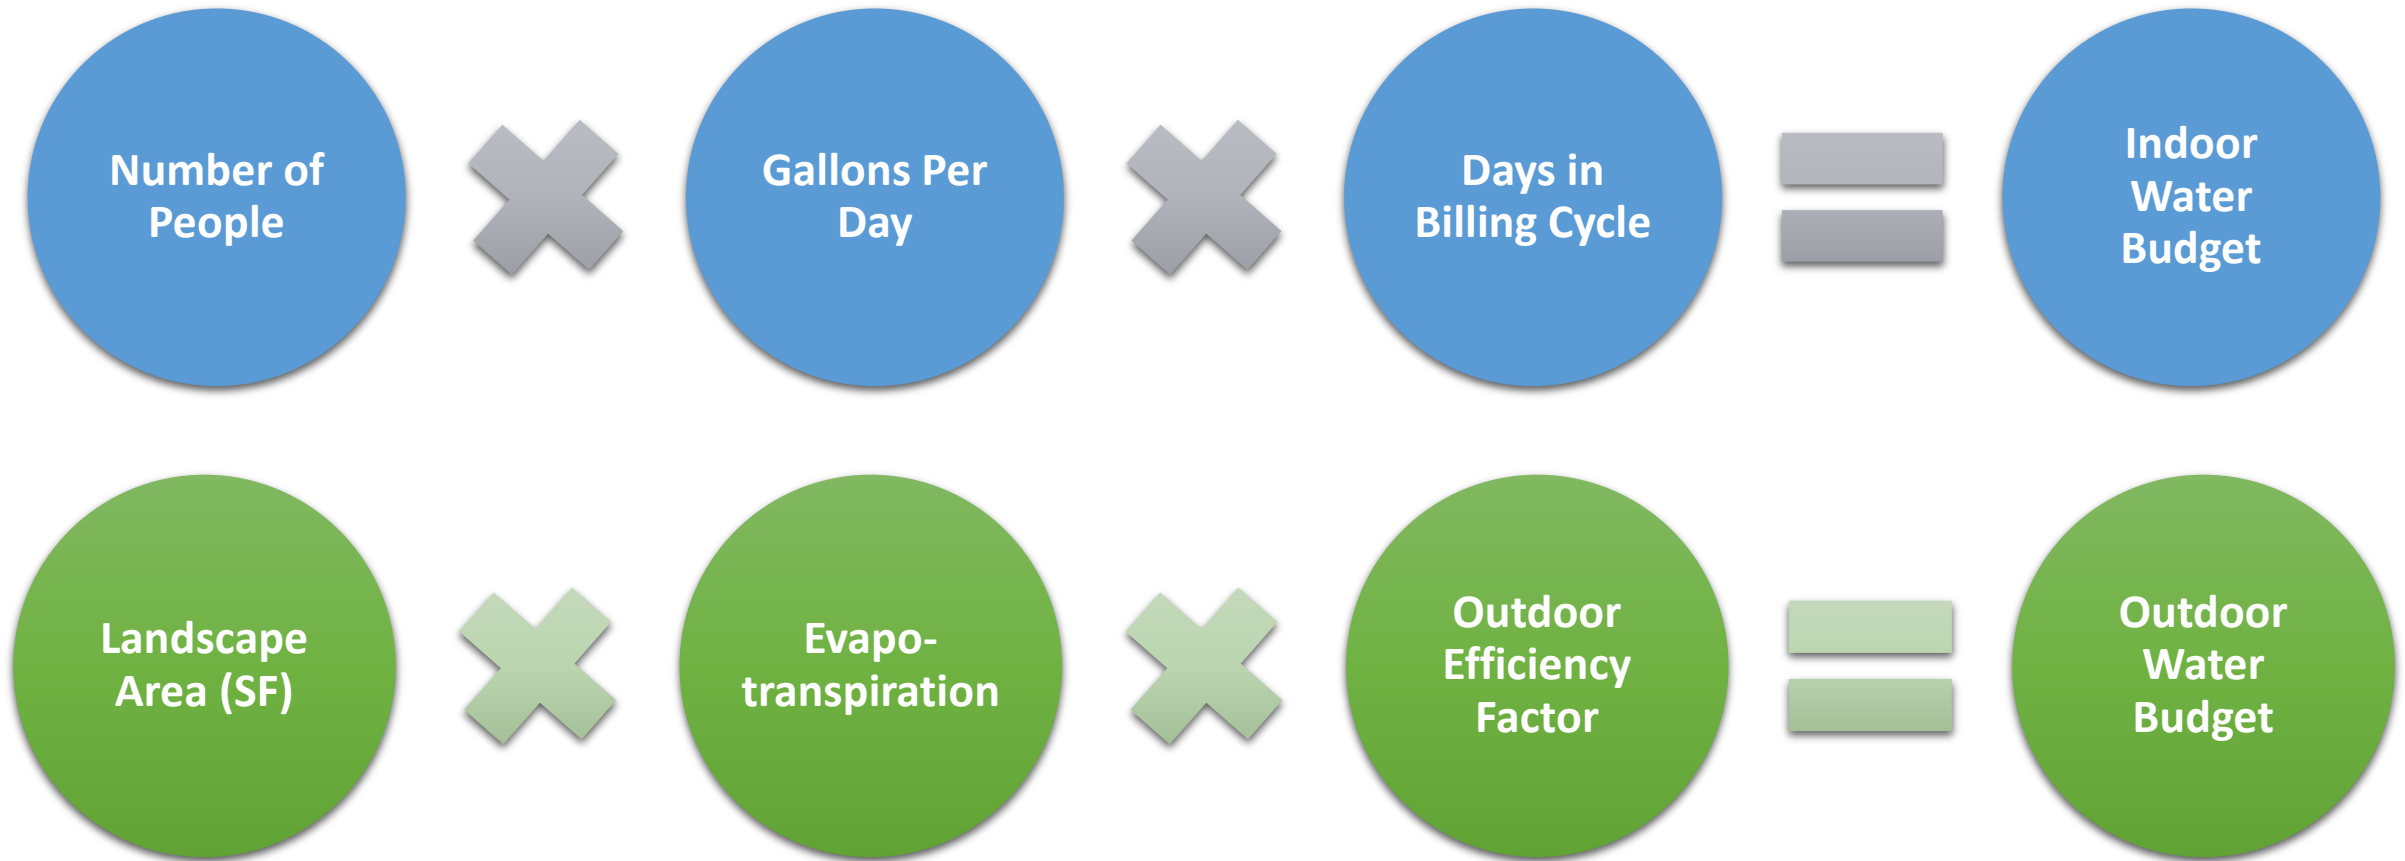 Number of
People
Gallons Per
Day
Days in
Billing Cycle
Indoor
Water
Budget
Landscape
Area (SF)
Evapo-
transpiration
Outdoor
Efficiency
Factor
Outdoor
Water
Budget